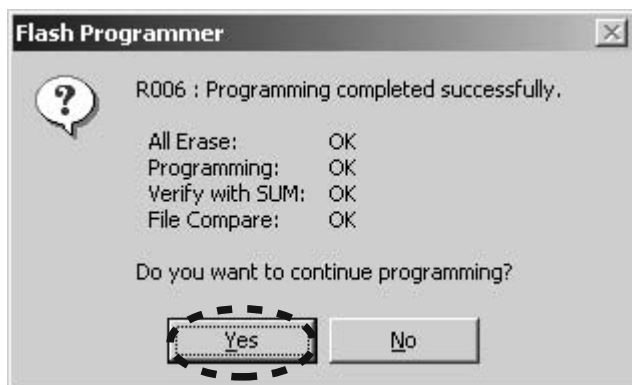 Flash Programmer
R006 : Programming completed successfully.
All Erase: OK
Programming: OK
Verify with SUM: OK
File Compare: OK
Do you want to continue programming?
Yes No